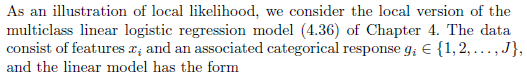 As an illustration of local likelihood, we consider the local version of the
multiclass linear logistic regression model (4.36) of Chapter 4. The data
consist of features xᵢ and an associated categorical response gᵢ ∈ {1, 2, . . . , J},
and the linear model has the form